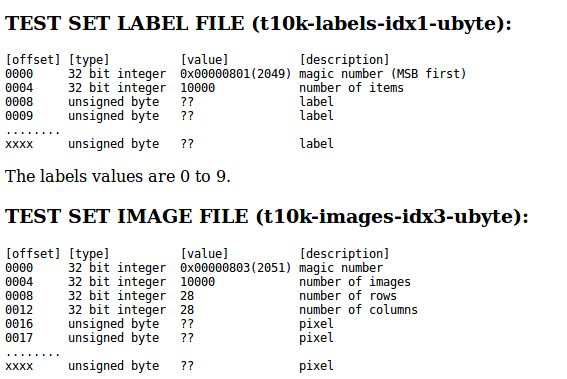 TEST SET LABEL FILE (t10k-labels-idx1-ubyte):
[offset] [type]          [value]          [description]
0000     32 bit integer  0x00000801(2049) magic number (MSB first)
0004     32 bit integer  10000            number of items
0008     unsigned byte   ??               label
0009     unsigned byte   ??               label
........
xxxx     unsigned byte   ??               label
The labels values are 0 to 9.
TEST SET IMAGE FILE (t10k-images-idx3-ubyte):
[offset] [type]          [value]          [description]
0000     32 bit integer  0x00000803(2051) magic number
0004     32 bit integer  10000            number of images
0008     32 bit integer  28               number of rows
0012     32 bit integer  28               number of columns
0016     unsigned byte   ??               pixel
0017     unsigned byte   ??               pixel
........
xxxx     unsigned byte   ??               pixel